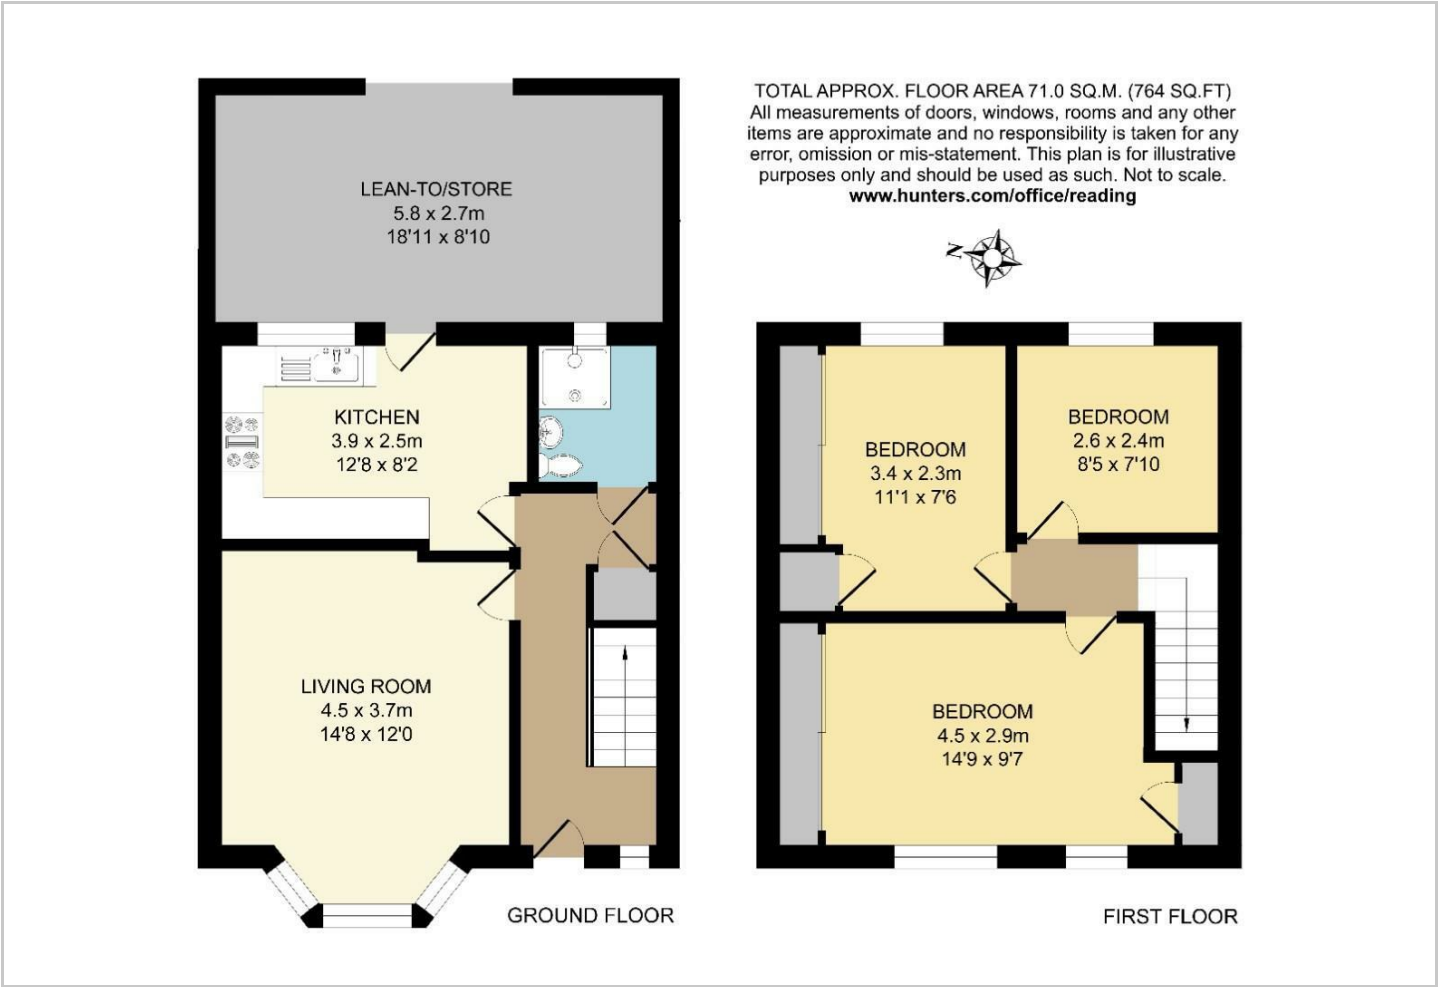 TOTAL APPROX. FLOOR AREA 71.0 SQ.M. (764 SQ.FT)
All measurements of doors, windows, rooms and any other
items are approximate and no responsibility is taken for any
error, omission or mis-statement. This plan is for illustrative
purposes only and should be used as such. Not to scale.
www.hunters.com/office/reading
N
LEAN-TO/STORE
5.8 x 2.7m
18'11 x 8'10
KITCHEN
3.9 x 2.5m
12'8 x 8'2
LIVING ROOM
4.5 x 3.7m
14'8 x 12'0
GROUND FLOOR
BEDROOM
3.4 x 2.3m
11'1 x 7'6
BEDROOM
2.6 x 2.4m
8'5 x 7'10
BEDROOM
4.5 x 2.9m
14'9 x 9'7
FIRST FLOOR